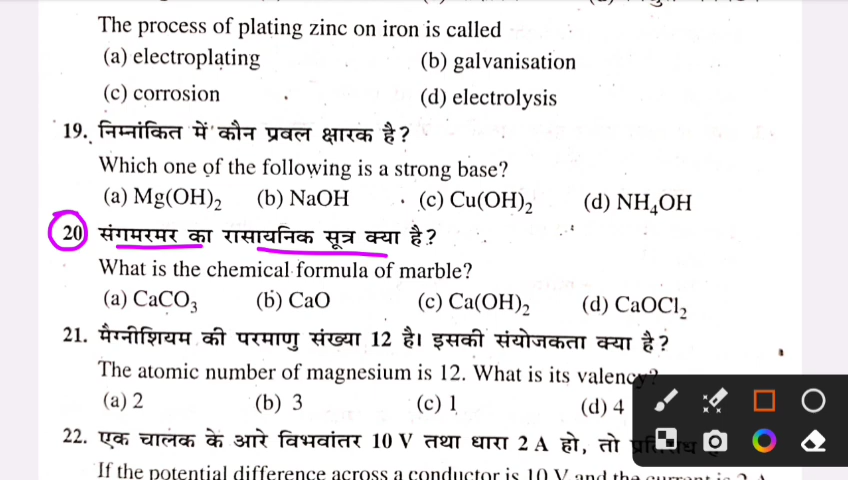 The process of plating zinc on iron is called
(a) electroplating (b) galvanisation
(c) corrosion (d) electrolysis
19. निम्नांकित में कौन प्रवल क्षारक है?
Which one of the following is a strong base?
(a) Mg(OH)₂ (b) NaOH (c) Cu(OH)₂ (d) NH₄OH
20 संगमरमर का रासायनिक सूत्र क्या है?
What is the chemical formula of marble?
(a) CaCO₃ (b) CaO (c) Ca(OH)₂ (d) CaOCl₂
21. मैग्नीशियम की परमाणु संख्या 12 है। इसकी संयोजकता क्या है?
The atomic number of magnesium is 12. What is its valency?
(a) 2 (b) 3 (c) 1 (d) 4
22. एक चालक के आरे विभवांतर 10 V तथा धारा 2 A हो, तो
If the potential difference across a conductor is 10 V and the current is